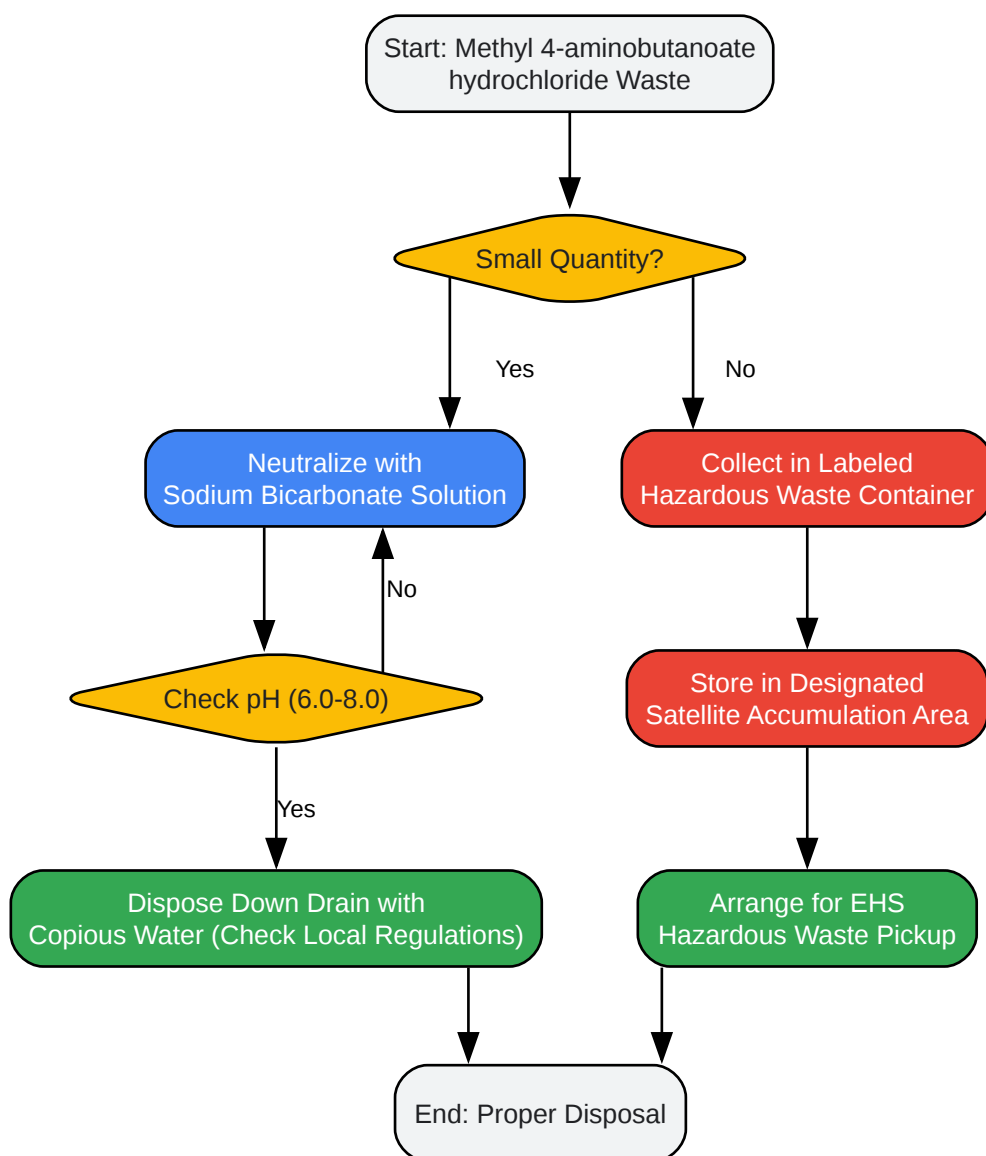 Start: Methyl 4-aminobutanoate
hydrochloride Waste
Small Quantity?
Yes
No
Neutralize with
Sodium Bicarbonate Solution
Collect in Labeled
Hazardous Waste Container
No
Check pH (6.0-8.0)
Store in Designated
Satellite Accumulation Area
Yes
Dispose Down Drain with
Copious Water (Check Local Regulations)
Arrange for EHS
Hazardous Waste Pickup
End: Proper Disposal